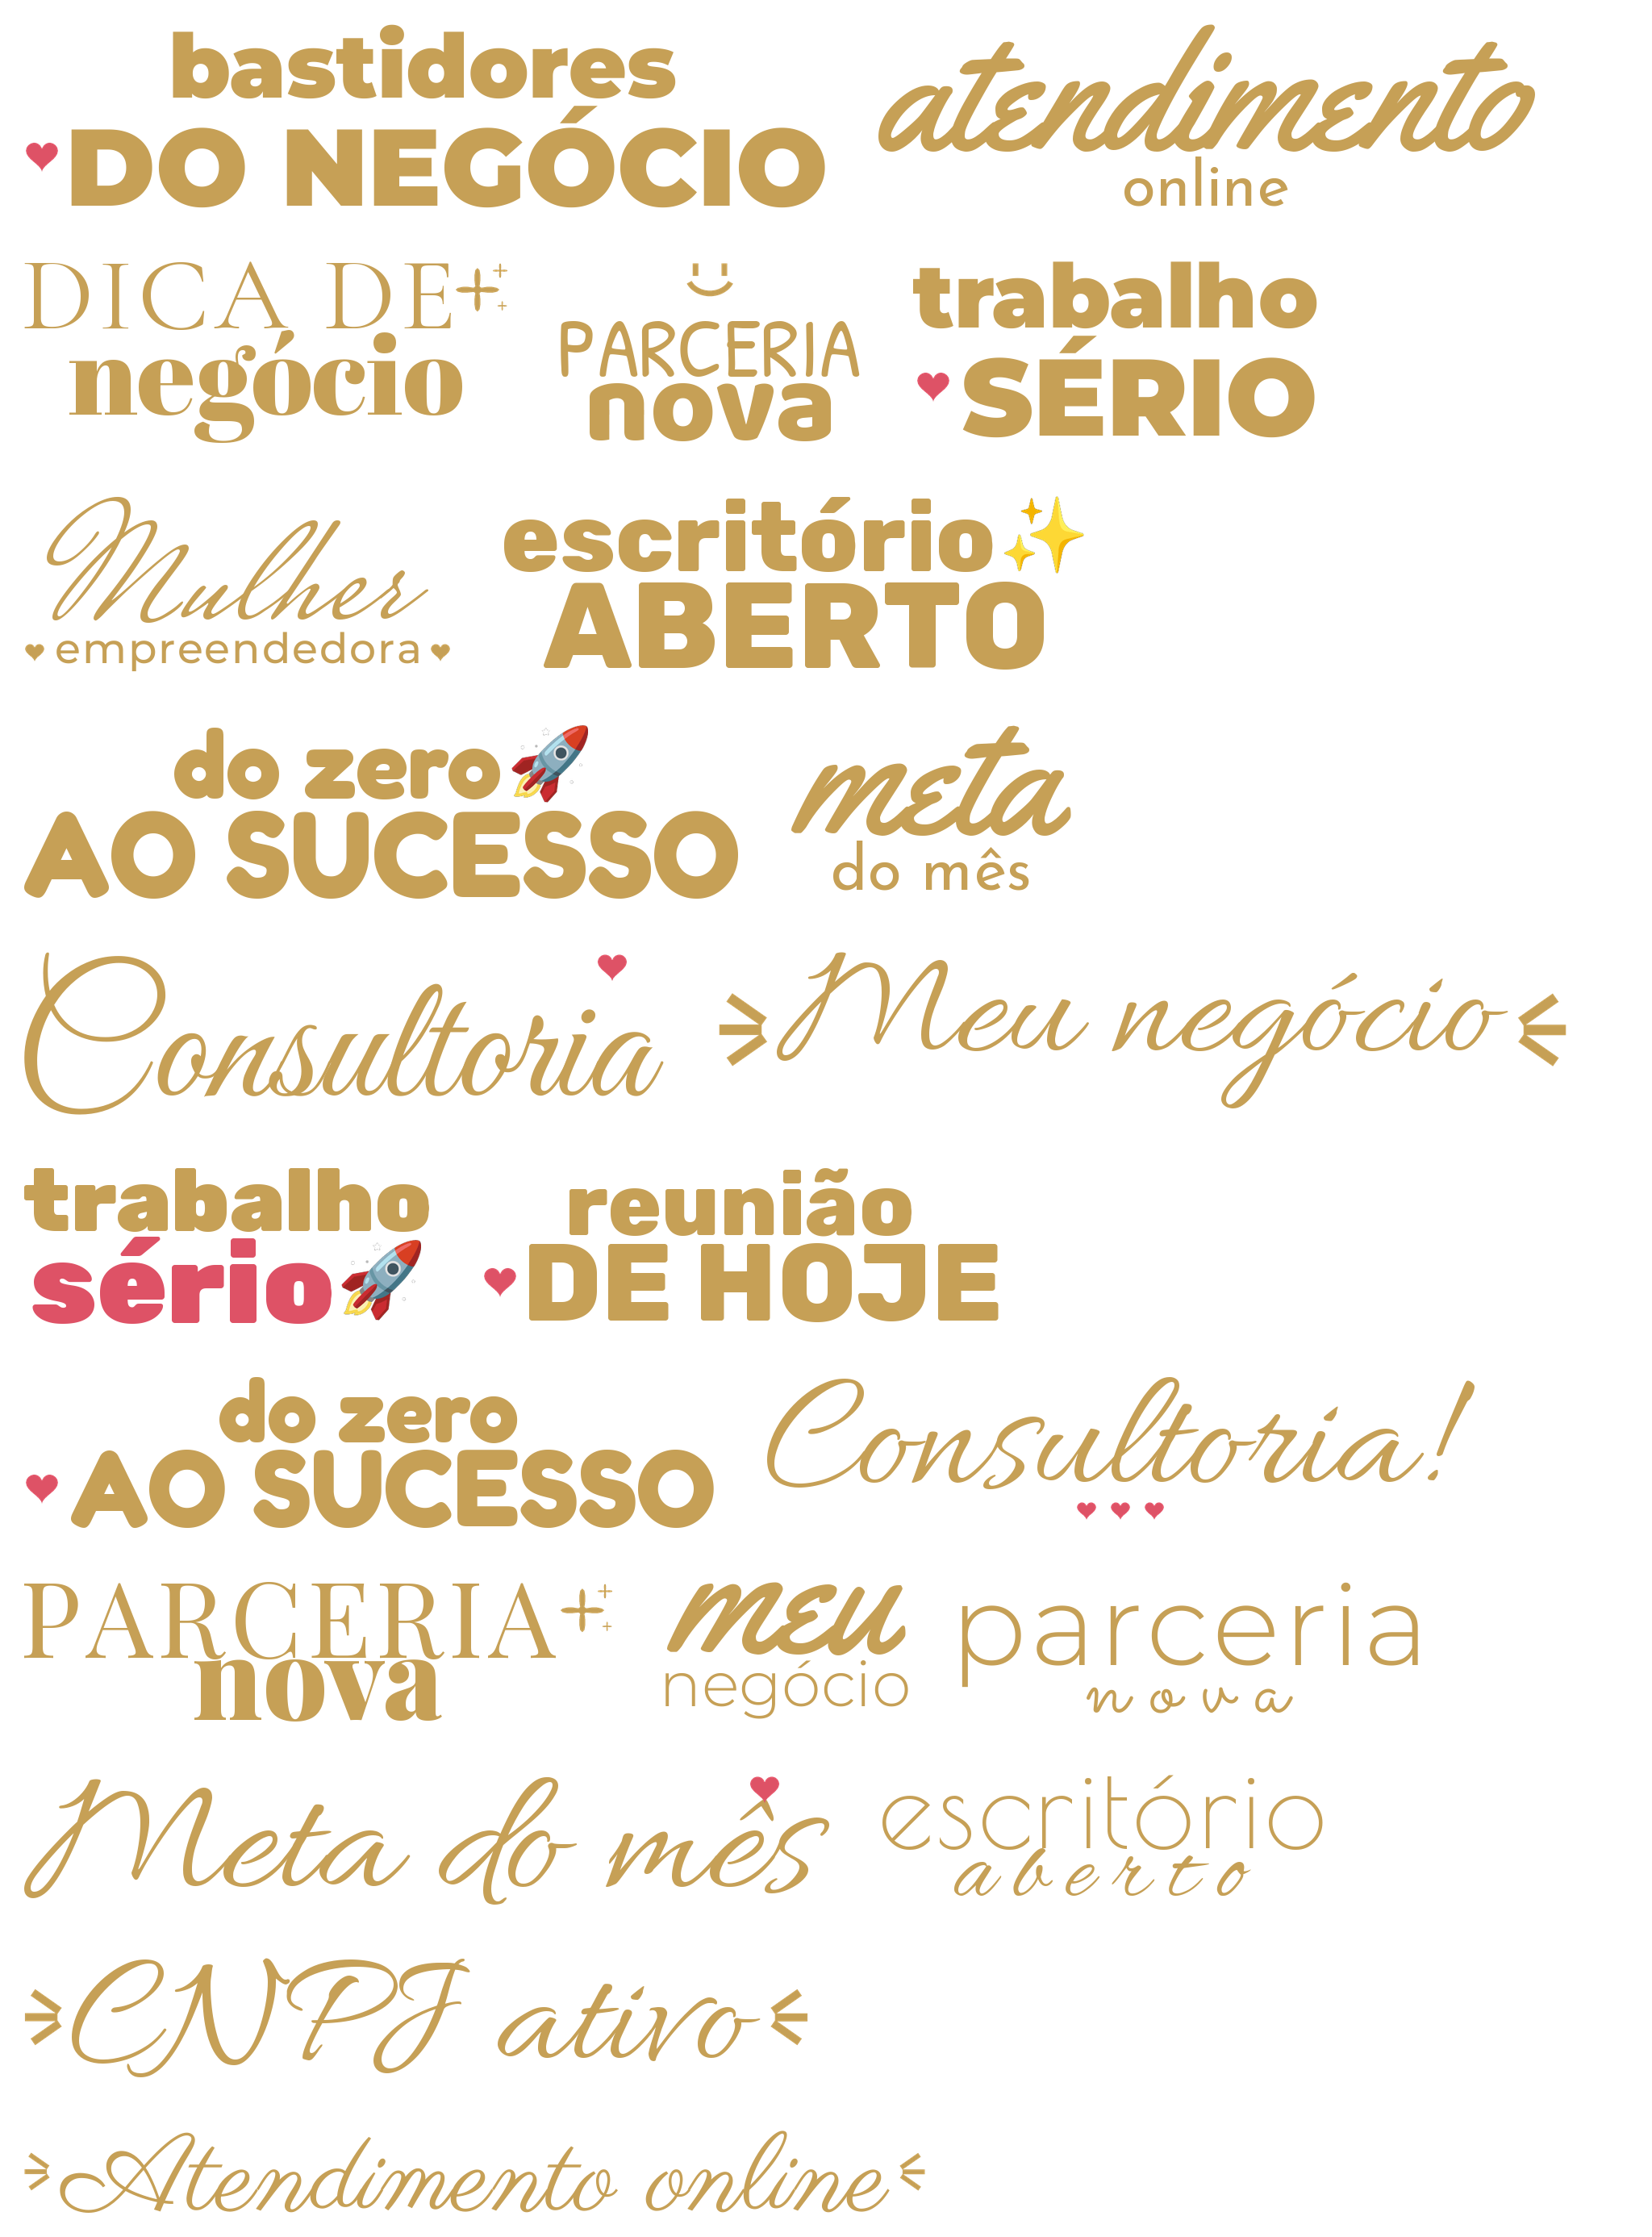 bastidores
DO NEGÓCIO
atendimento
online
DICA DE
negócio
PARCERIA
nova
trabalho
SÉRIO
Mulher
empreendedora
escritório
ABERTO
do zero
AO SUCESSO
meta
do mês
Consultoria
Meu negócio
trabalho
sério
reunião
DE HOJE
do zero
AO SUCESSO
Consultoria!
PARCERIA
nova
meu
negócio
parceria
nova
Meta do mês
escritório
aberto
CNPJ ativo
Atendimento online